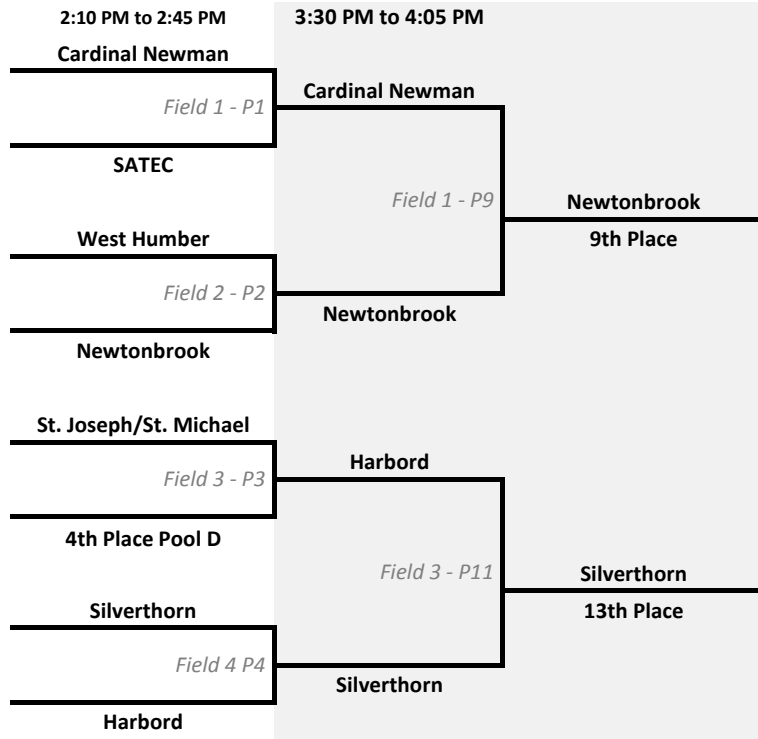 2:10 PM to 2:45 PM
3:30 PM to 4:05 PM
Cardinal Newman
Field 1 - P1
Cardinal Newman
SATEC
Field 1 - P9
Newtonbrook
9th Place
West Humber
Field 2 - P2
Newtonbrook
Newtonbrook
St. Joseph/St. Michael
Field 3 - P3
Harbord
4th Place Pool D
Field 3 - P11
Silverthorn
13th Place
Silverthorn
Field 4 P4
Silverthorn
Harbord